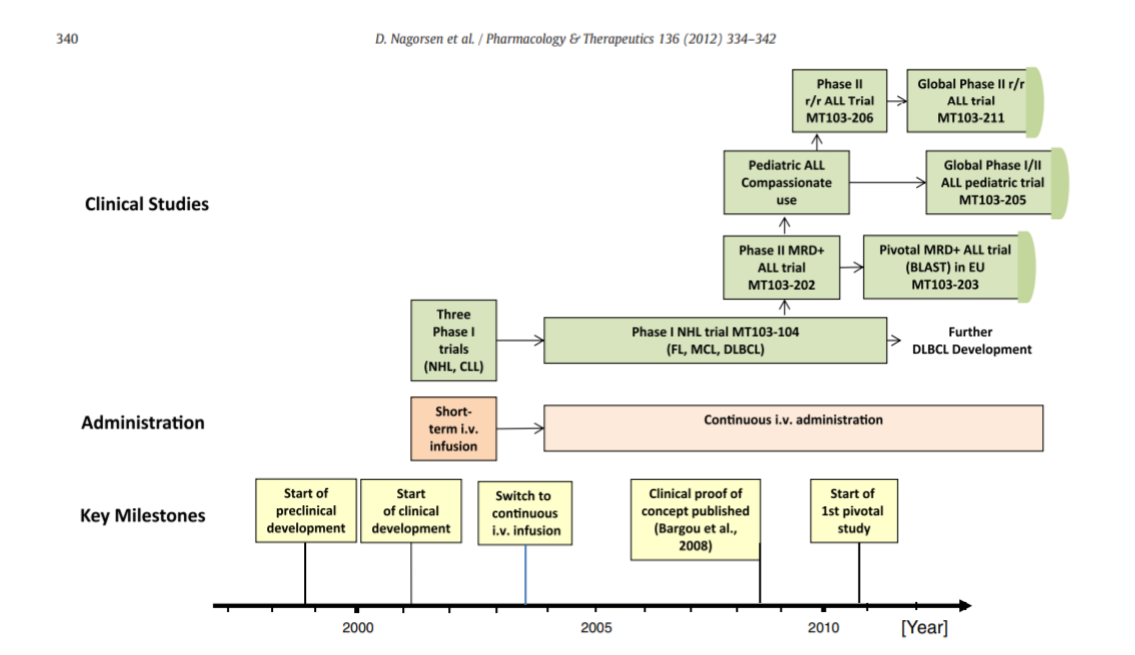 340
D. Nagorsen et al. / Pharmacology & Therapeutics 136 (2012) 334–342
Phase II
r/r ALL Trial
MT103-206
Global Phase II r/r
ALL trial
MT103-211
Pediatric ALL
Compassionate
use
Global Phase I/II
ALL pediatric trial
MT103-205
Clinical Studies
Phase II MRD+
ALL trial
MT103-202
Pivotal MRD+ ALL trial
(BLAST) in EU
MT103-203
Three
Phase I
trials
(NHL, CLL)
Phase I NHL trial MT103-104
(FL, MCL, DLBCL)
Further
DLBCL Development
Administration
Short-
term i.v.
infusion
Continuous i.v. administration
Key Milestones
Start of
preclinical
development
Start
of clinical
development
Switch to
continuous
i.v. infusion
Clinical proof of
concept published
(Bargou et al.,
2008)
Start of
1st pivotal
study
2000
2005
2010
[Year]